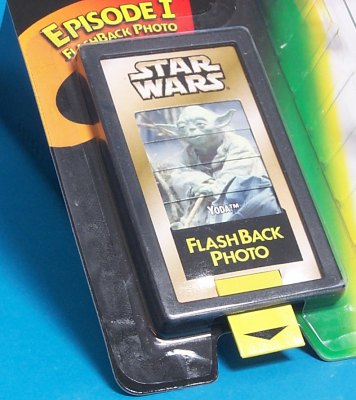 EPISODE I
FLASHBACK PHOTO
STAR
WARS®
YODA™
FLASHBACK
PHOTO